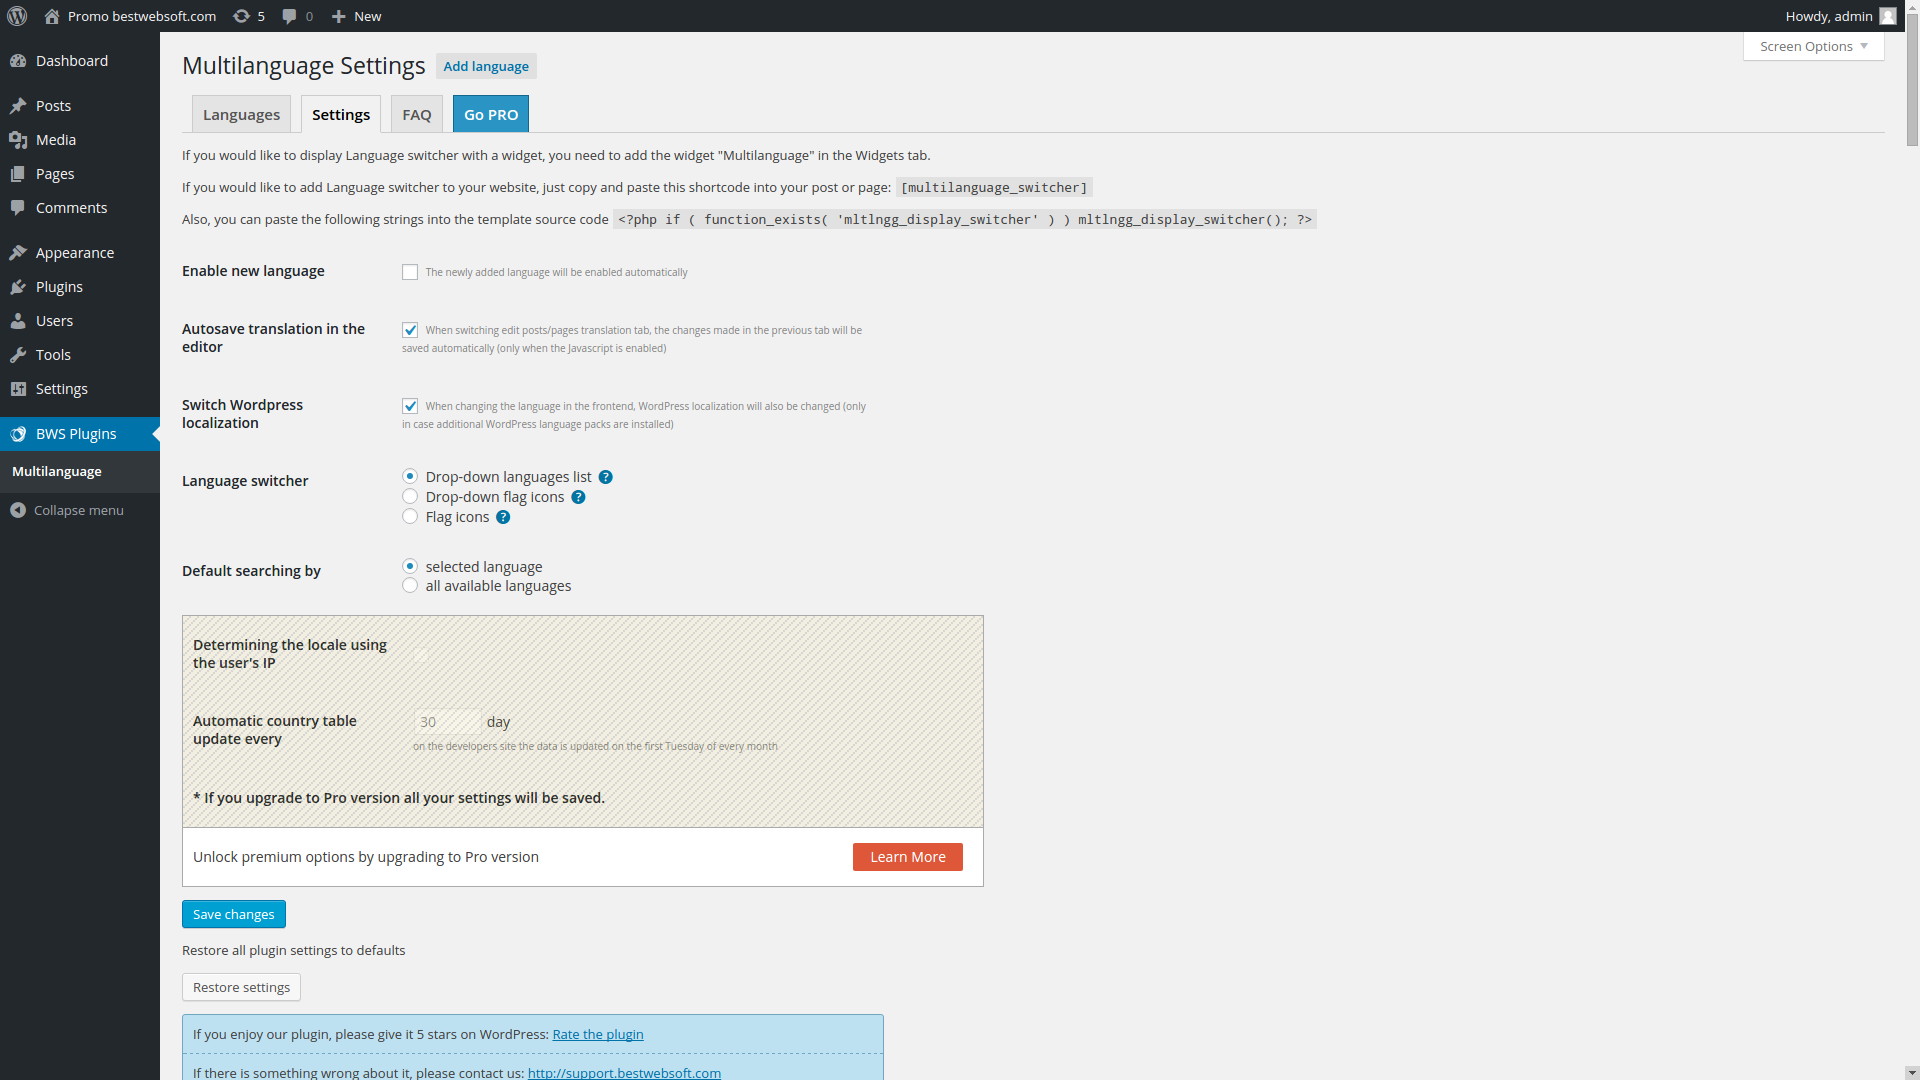 Promo bestwebsoft.com 5 0 New Howdy, admin
Screen Options
Dashboard
Posts
Media
Pages
Comments
Appearance
Plugins
Users
Tools
Settings
BWS Plugins
Multilanguage
Collapse menu
Multilanguage Settings Add language
Languages Settings FAQ Go PRO
If you would like to display Language switcher with a widget, you need to add the widget "Multilanguage" in the Widgets tab.
If you would like to add Language switcher to your website, just copy and paste this shortcode into your post or page: [multilanguage_switcher]
Also, you can paste the following strings into the template source code <?php if ( function_exists( 'mltlngg_display_switcher' ) ) mltlngg_display_switcher(); ?>
Enable new language
The newly added language will be enabled automatically
Autosave translation in the
editor
When switching edit posts/pages translation tab, the changes made in the previous tab will be
saved automatically (only when the Javascript is enabled)
Switch Wordpress
localization
When changing the language in the frontend, WordPress localization will also be changed (only
in case additional WordPress language packs are installed)
Language switcher
Drop-down languages list ?
Drop-down flag icons ?
Flag icons ?
Default searching by
selected language
all available languages
Determining the locale using
the user's IP
Automatic country table
update every
30 day
on the developers site the data is updated on the first Tuesday of every month
* If you upgrade to Pro version all your settings will be saved.
Unlock premium options by upgrading to Pro version Learn More
Save changes
Restore all plugin settings to defaults
Restore settings
If you enjoy our plugin, please give it 5 stars on WordPress: Rate the plugin
If there is something wrong about it, please contact us: http://support.bestwebsoft.com